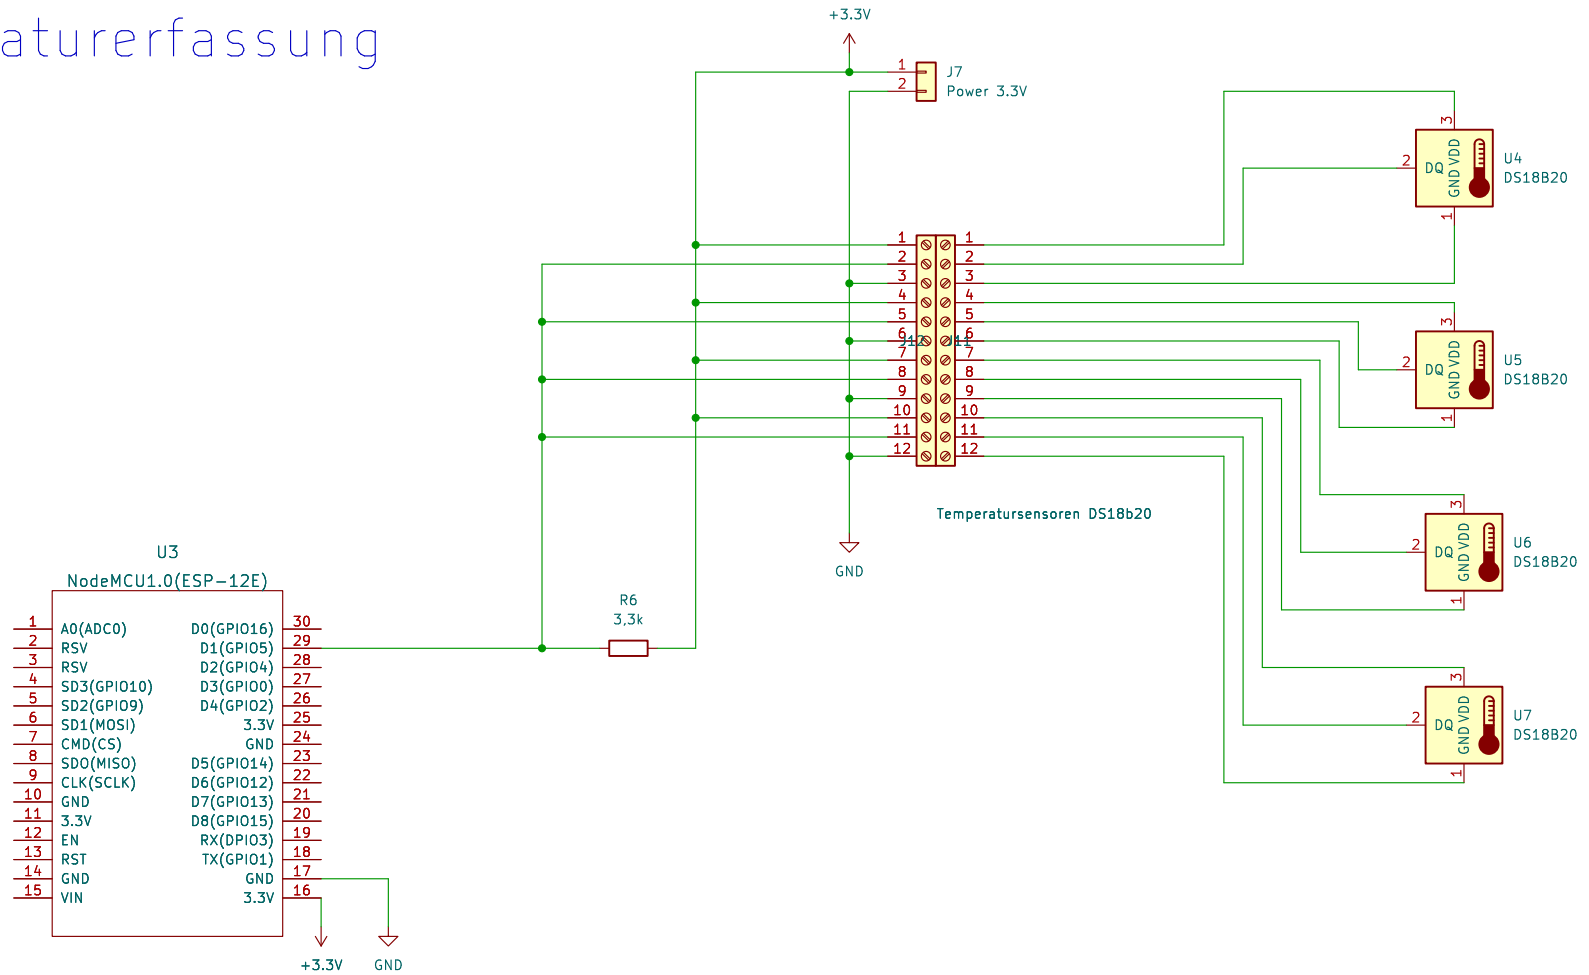 aturerfassung
+3.3V
1
2
J7
Power 3.3V
3
2
DQ
VDD
GND
1
U4
DS18B20
1
2
3
4
5
6
7
8
9
10
11
12
J12
J11
1
2
3
4
5
6
7
8
9
10
11
12
3
2
DQ
VDD
GND
1
U5
DS18B20
Temperatursensoren DS18b20
GND
3
2
DQ
VDD
GND
1
U6
DS18B20
3
2
DQ
VDD
GND
1
U7
DS18B20
R6
3,3k
U3
NodeMCU1.0(ESP-12E)
1 A0(ADC0) D0(GPIO16) 30
2 RSV D1(GPIO5) 29
3 RSV D2(GPIO4) 28
4 SD3(GPIO10) D3(GPIO0) 27
5 SD2(GPIO9) D4(GPIO2) 26
6 SD1(MOSI) 3.3V 25
7 CMD(CS) GND 24
8 SDO(MISO) D5(GPIO14) 23
9 CLK(SCLK) D6(GPIO12) 22
10 GND D7(GPIO13) 21
11 3.3V D8(GPIO15) 20
12 EN RX(DPIO3) 19
13 RST TX(GPIO1) 18
14 GND GND 17
15 VIN 3.3V 16
+3.3V
GND